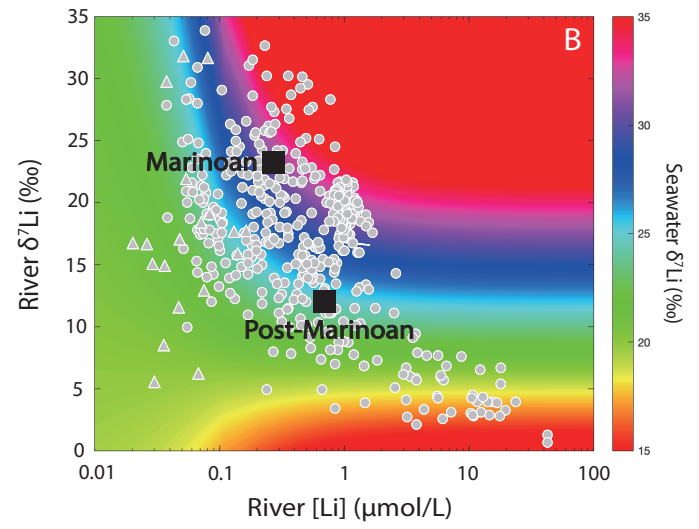 B
35
30
25
20
15
10
5
0
River δ⁷Li (‰)
Marinoan
Post-Marinoan
0.01 0.1 1 10 100
River [Li] (μmol/L)
35
30
25
20
15
Seawater δ⁷Li (‰)